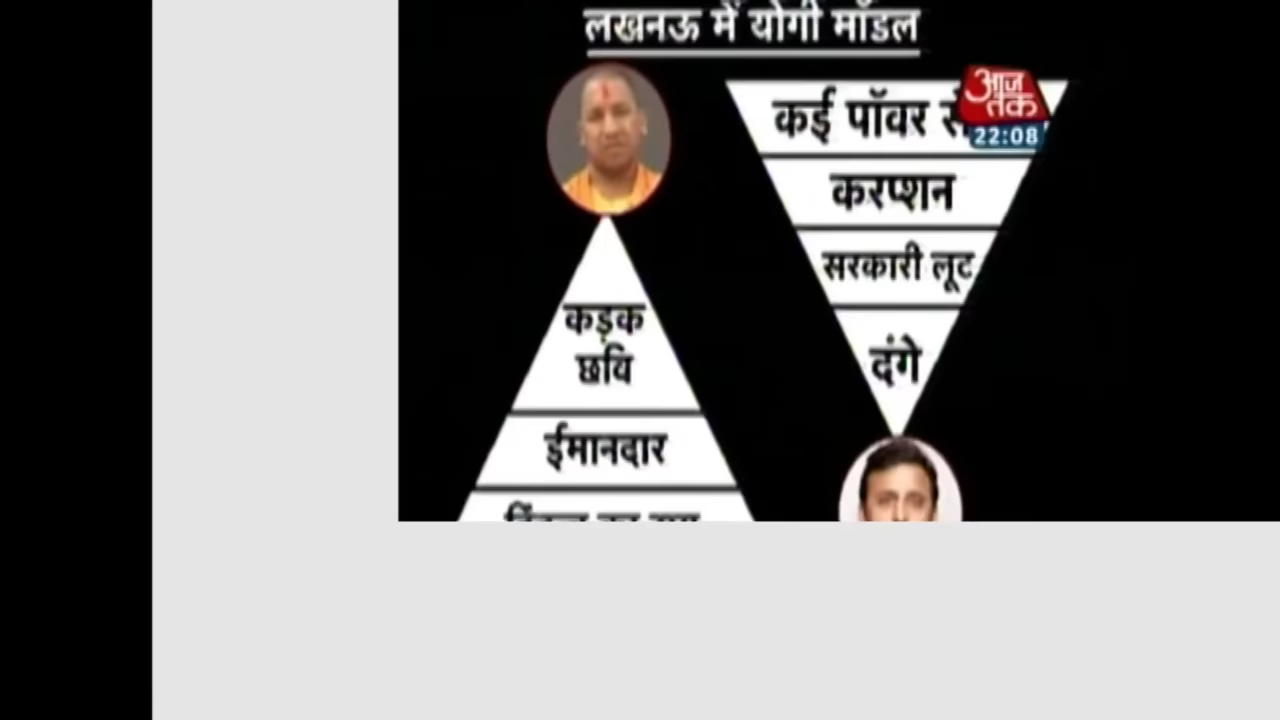 लखनऊ में योगी मॉडल
आज
तक
22:08
कई पॉवर
करप्शन
सरकारी लूट
दंगे
कड़क
छवि
ईमानदार